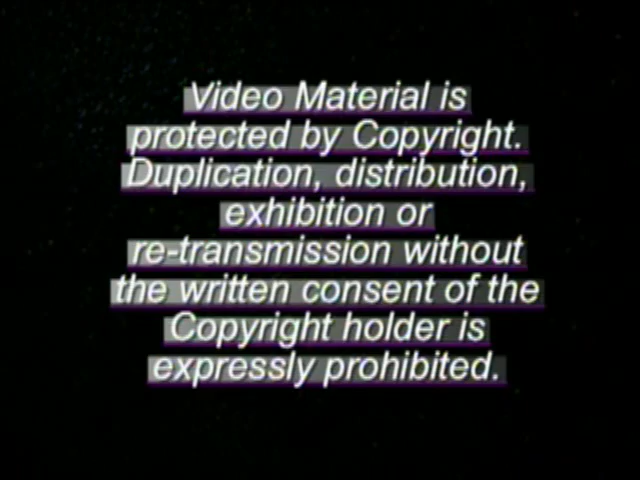 Video Material is
protected by Copyright.
Duplication, distribution,
exhibition or
re-transmission without
the written consent of the
Copyright holder is
expressly prohibited.